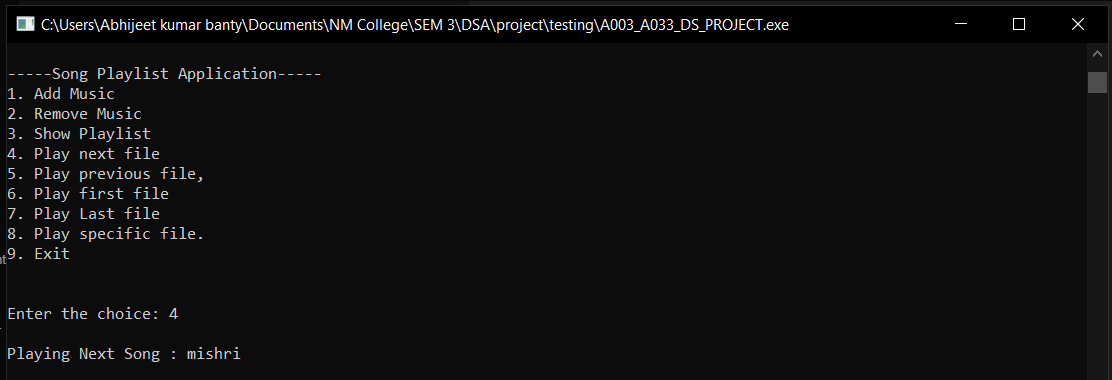 C:\Users\Abhijeet kumar banty\Documents\NM College\SEM 3\DSA\project\testing\A003_A033_DS_PROJECT.exe
-----Song Playlist Application-----
1. Add Music
2. Remove Music
3. Show Playlist
4. Play next file
5. Play previous file,
6. Play first file
7. Play Last file
8. Play specific file.
9. Exit
Enter the choice: 4
Playing Next Song : mishri